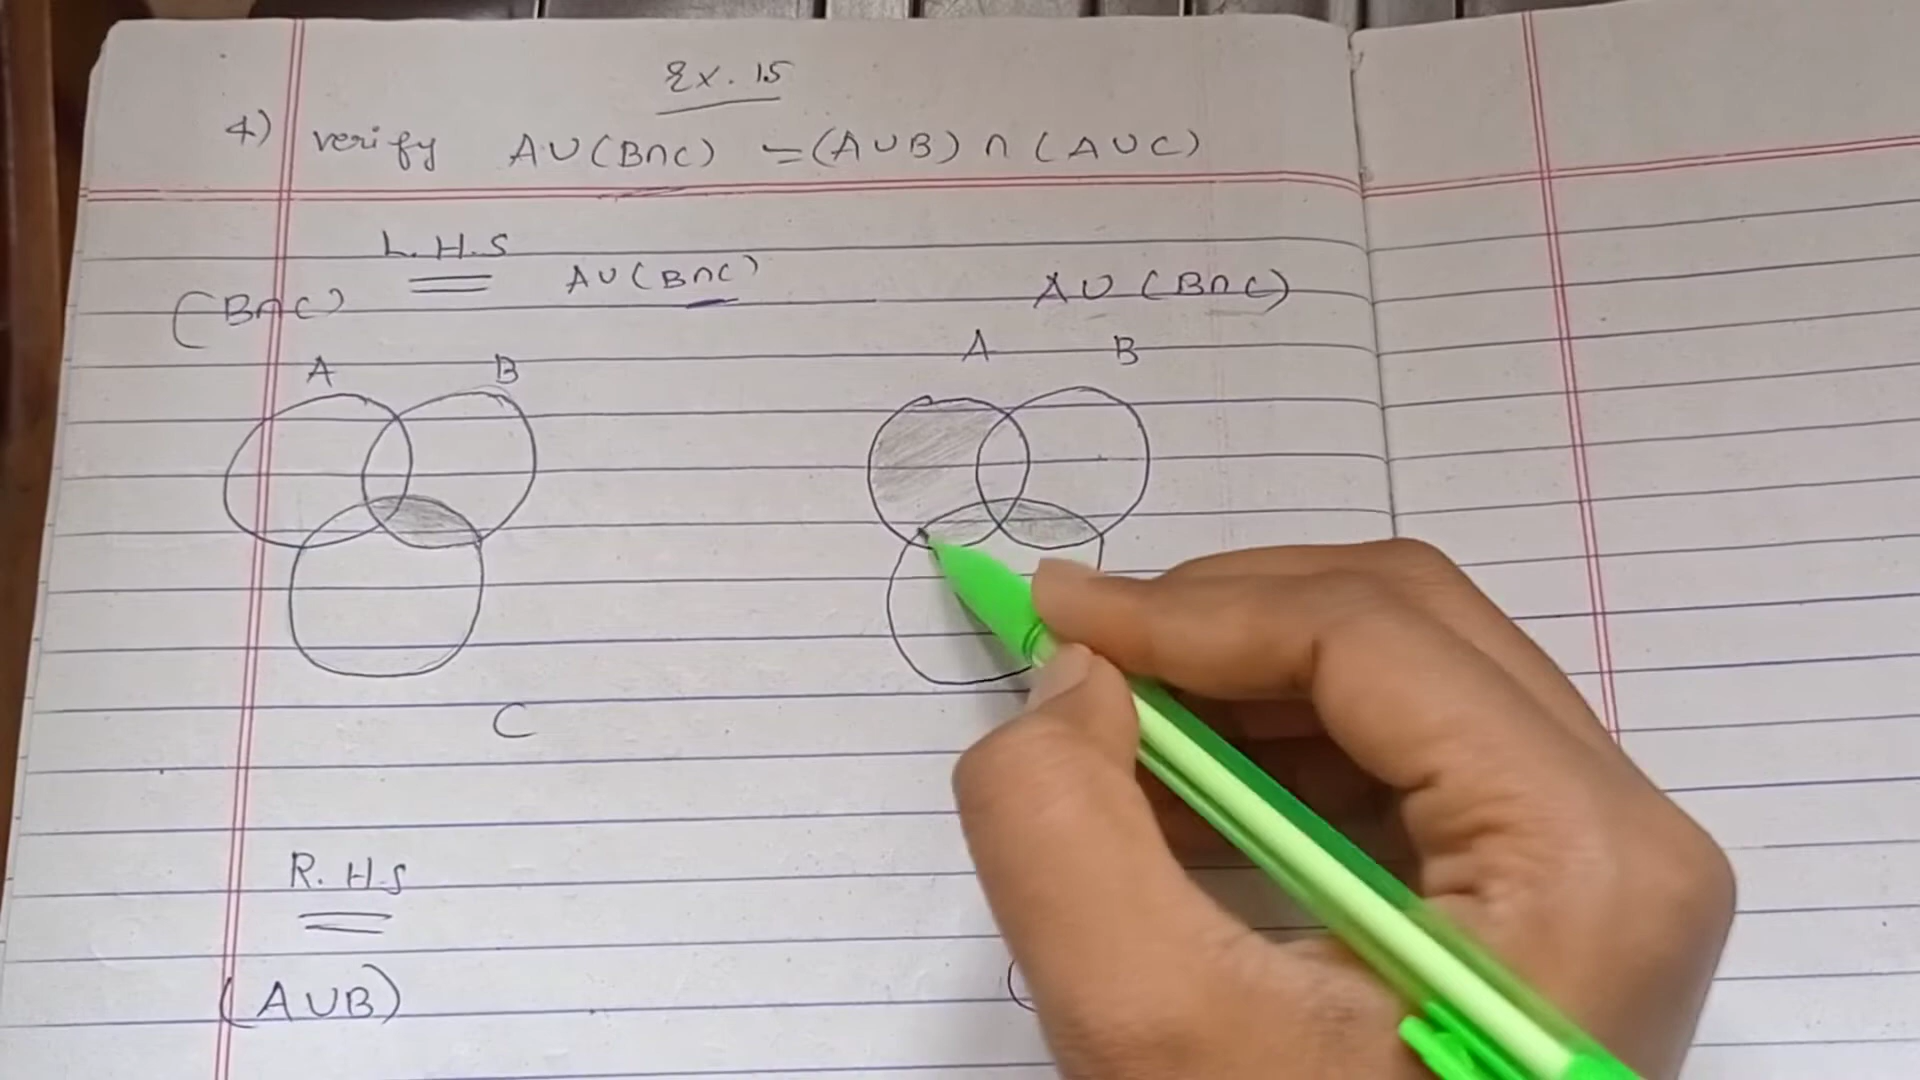 Ex. 15
4) verify A∪(B∩C) =(A∪B)∩(A∪C)
L.H.S
A∪(B∩C)
A∪(B∩C)
(B∩C)
A B
A B
C
R.H.S
(A∪B)
(